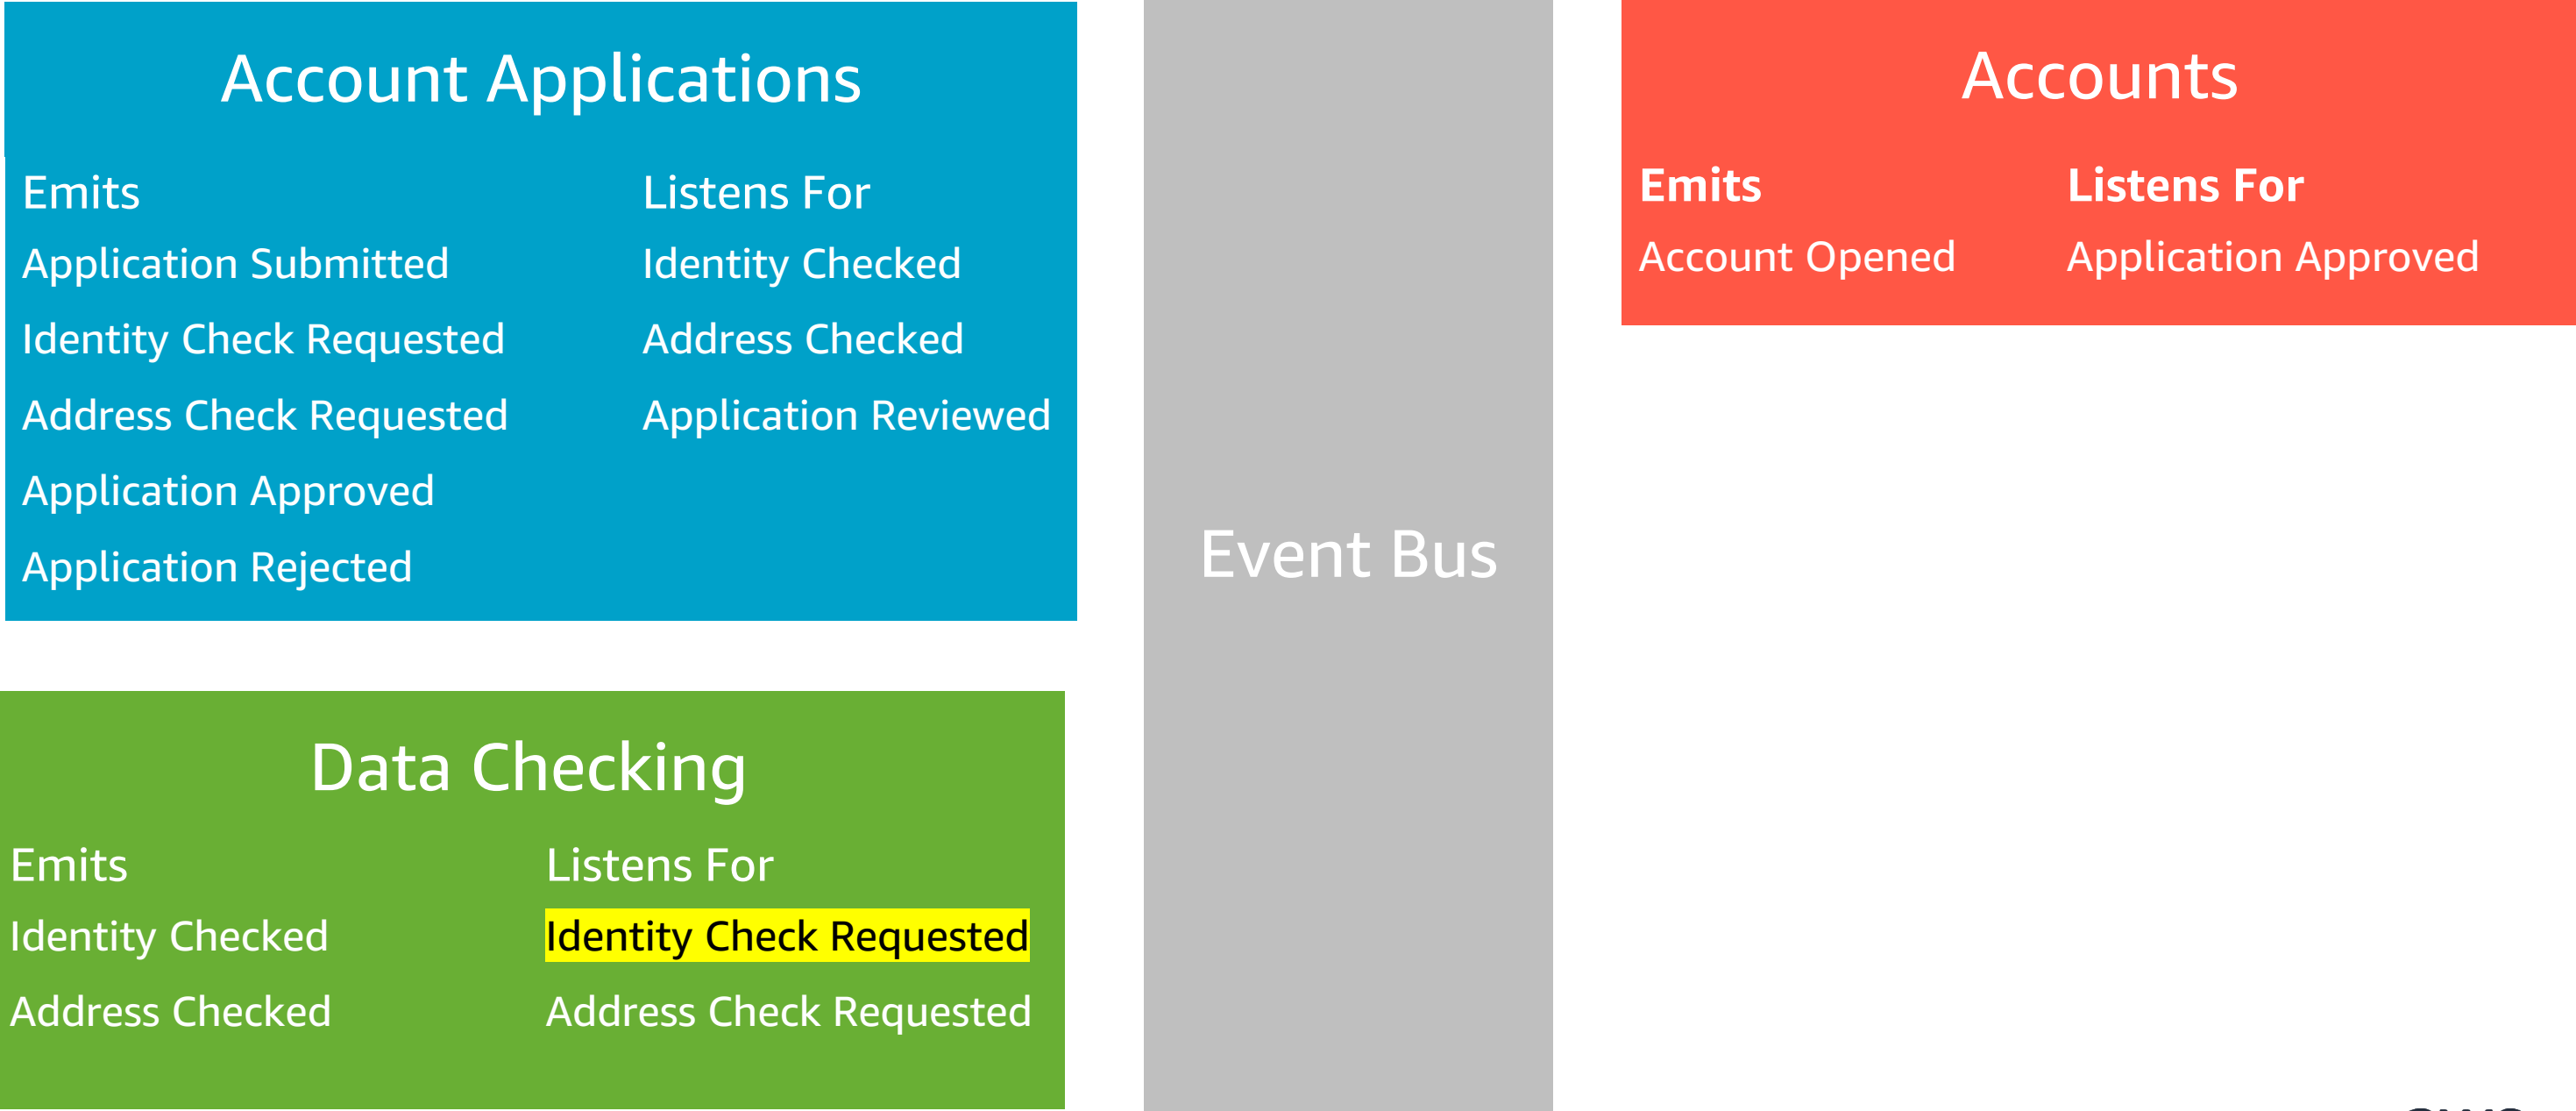 Account Applications
Emits
Listens For
Application Submitted
Identity Checked
Identity Check Requested
Address Checked
Address Check Requested
Application Reviewed
Application Approved
Application Rejected
Data Checking
Emits
Listens For
Identity Checked
Identity Check Requested
Address Checked
Address Check Requested
Event Bus
Accounts
Emits
Listens For
Account Opened
Application Approved